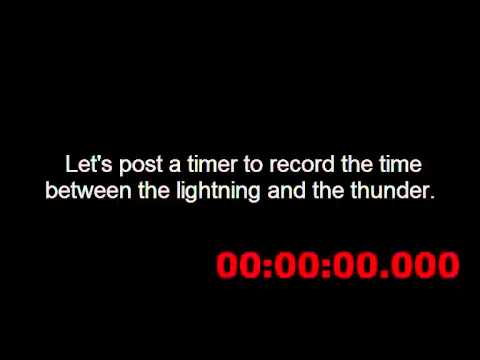 Let's post a timer to record the time
between the lightning and the thunder.
00:00:00.000